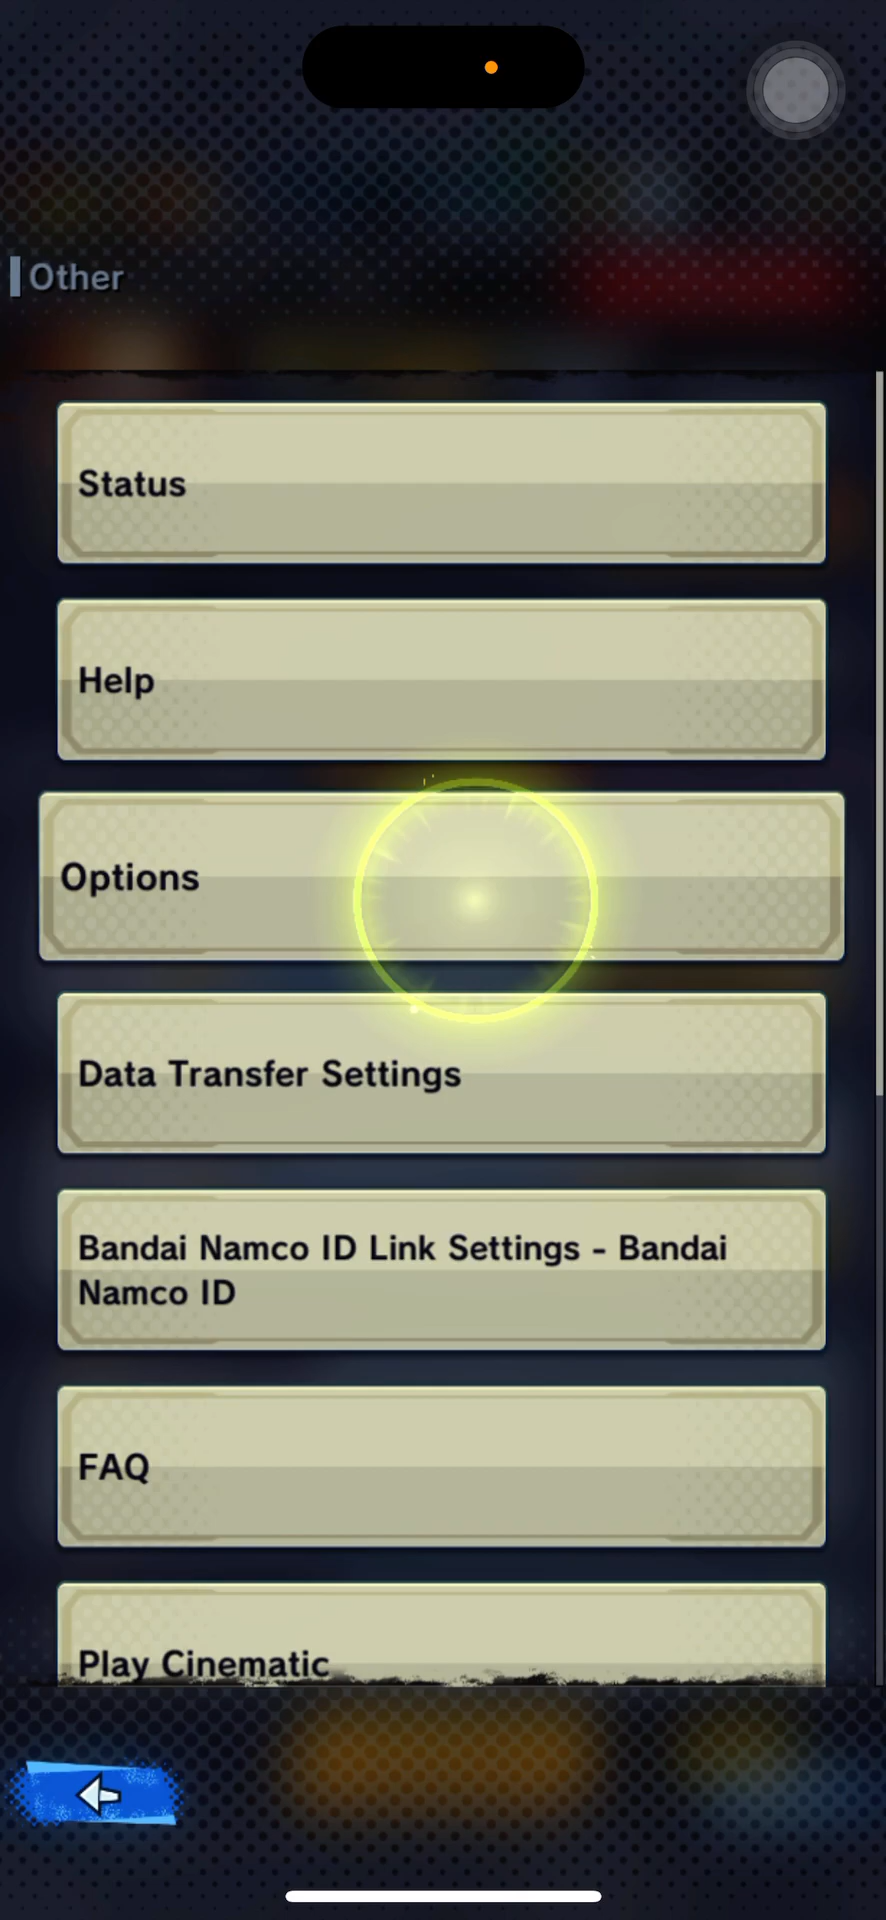 Other
Status
Help
Options
Data Transfer Settings
Bandai Namco ID Link Settings - Bandai
Namco ID
FAQ
Play Cinematic